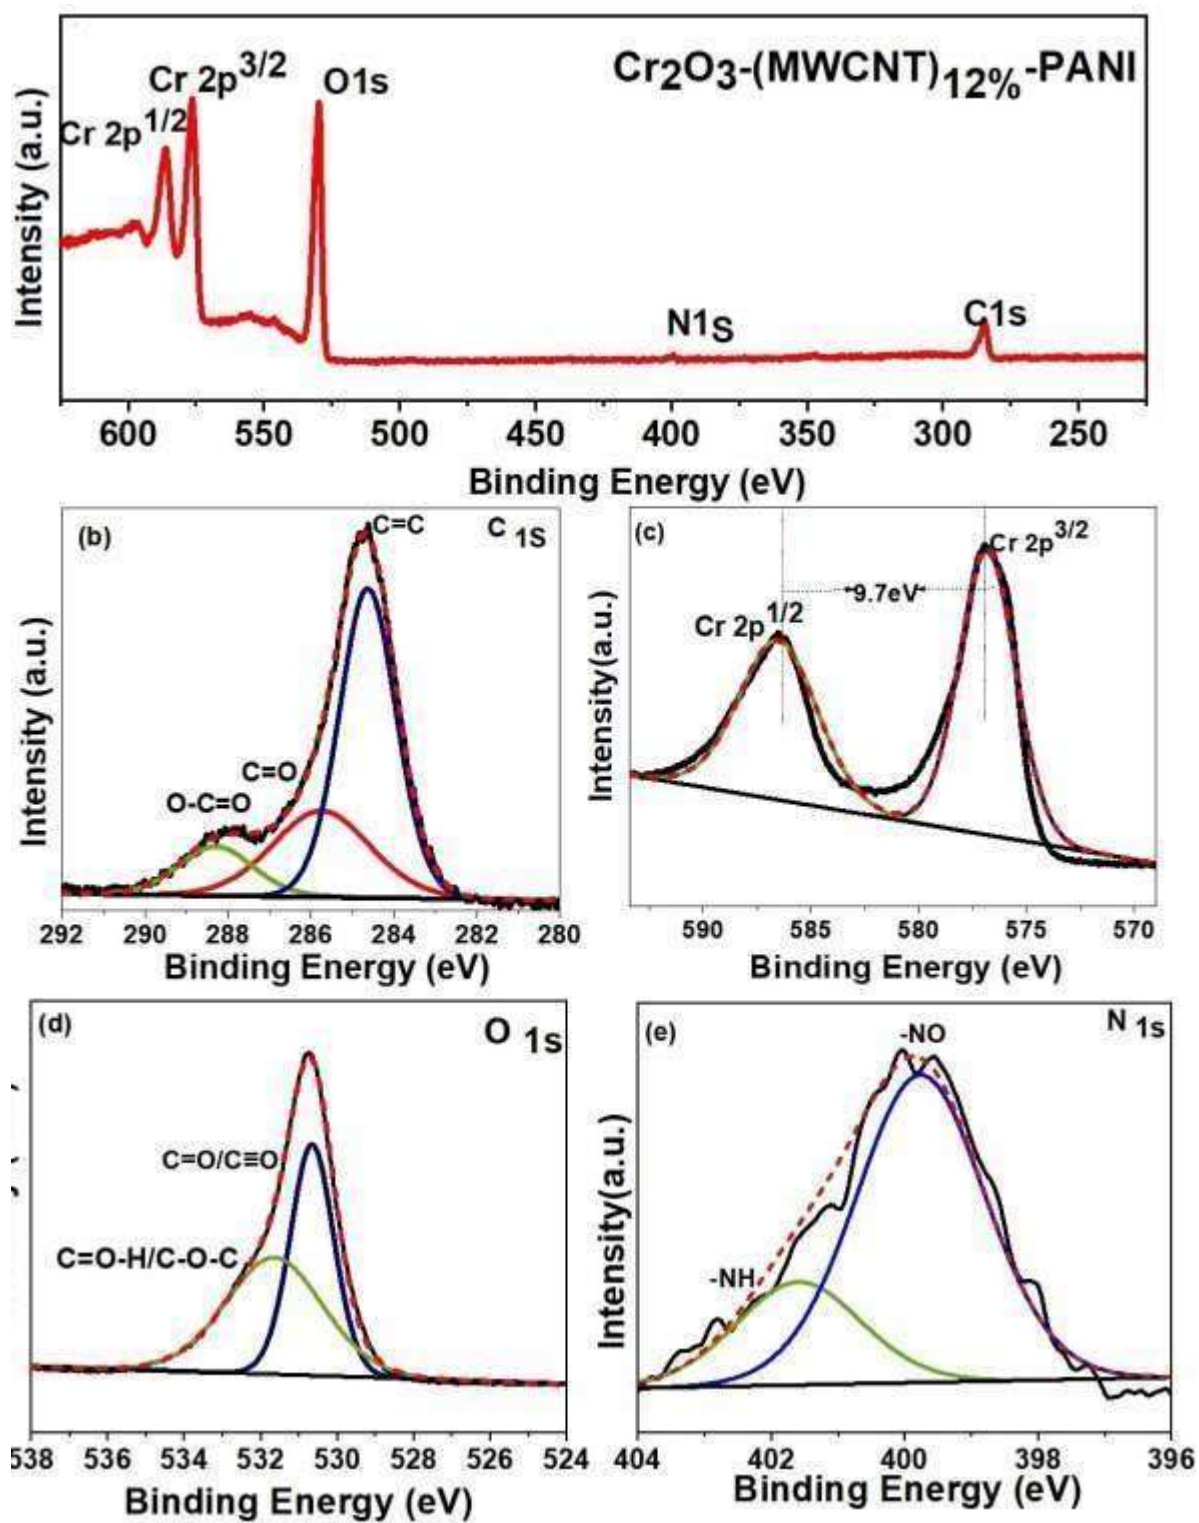 Cr₂O₃-(MWCNT)₁₂%-PANI
Cr 2p3/2
O1s
Cr 2p1/2
N1S
C1s
Intensity (a.u.)
600 550 500 450 400 350 300 250
Binding Energy (eV)
(b)
C 1S
C=C
C=O
O-C=O
Intensity (a.u.)
292 290 288 286 284 282 280
Binding Energy (eV)
(c)
Cr 2p3/2
9.7eV
Cr 2p1/2
Intensity(a.u.)
590 585 580 575 570
Binding Energy (eV)
(d)
O 1s
C=O/C≡O
C=O-H/C-O-C
538 536 534 532 530 528 526 524
Binding Energy (eV)
(e)
N 1s
-NO
-NH
Intensity(a.u.)
404 402 400 398 396
Binding Energy (eV)